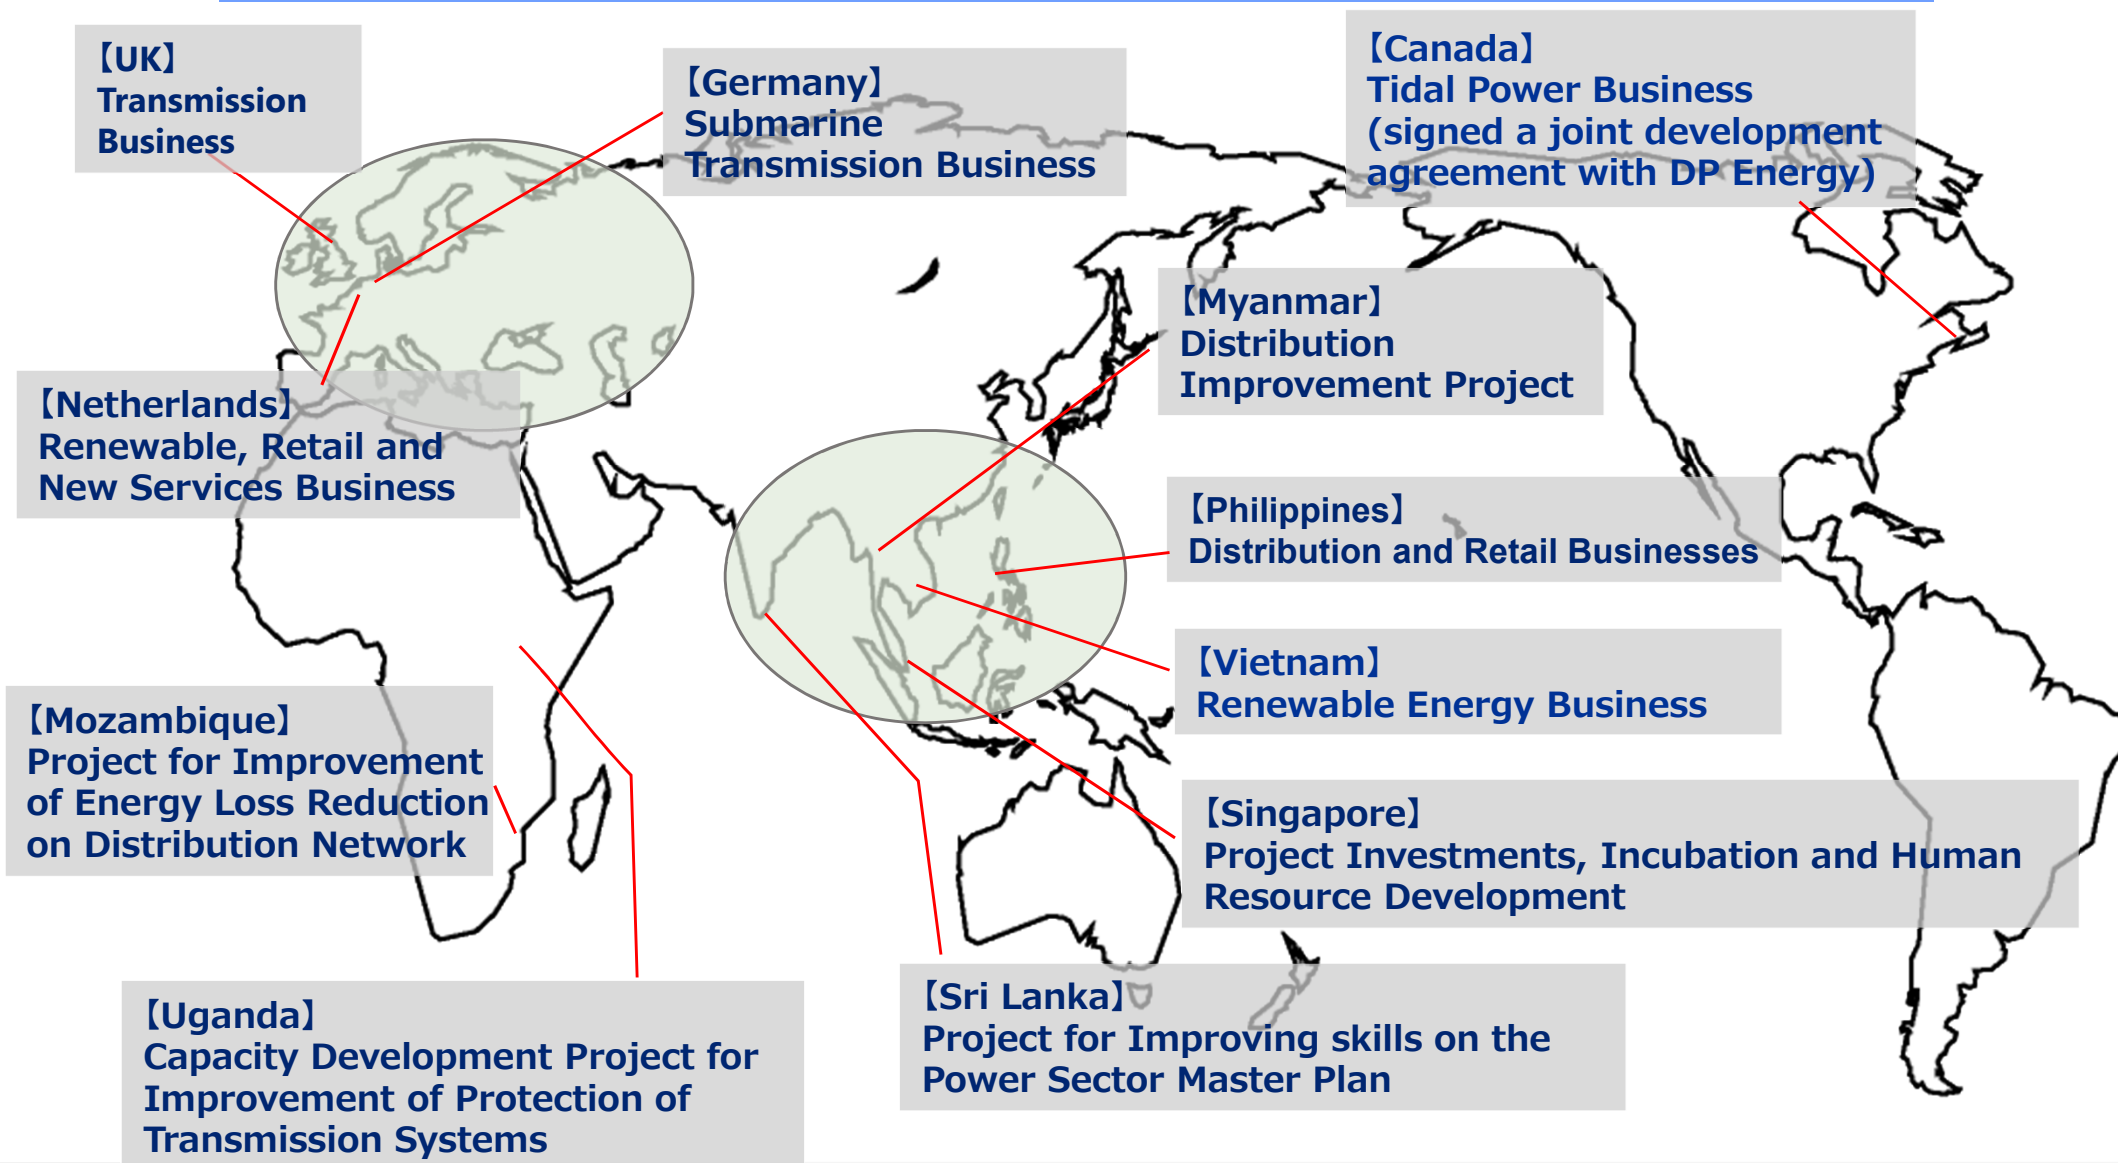 【UK】
Transmission
Business
【Germany】
Submarine
Transmission Business
【Canada】
Tidal Power Business
(signed a joint development
agreement with DP Energy)
【Netherlands】
Renewable, Retail and
New Services Business
【Myanmar】
Distribution
Improvement Project
【Philippines】
Distribution and Retail Businesses
【Vietnam】
Renewable Energy Business
【Mozambique】
Project for Improvement
of Energy Loss Reduction
on Distribution Network
【Singapore】
Project Investments, Incubation and Human
Resource Development
【Uganda】
Capacity Development Project for
Improvement of Protection of
Transmission Systems
【Sri Lanka】
Project for Improving skills on the
Power Sector Master Plan